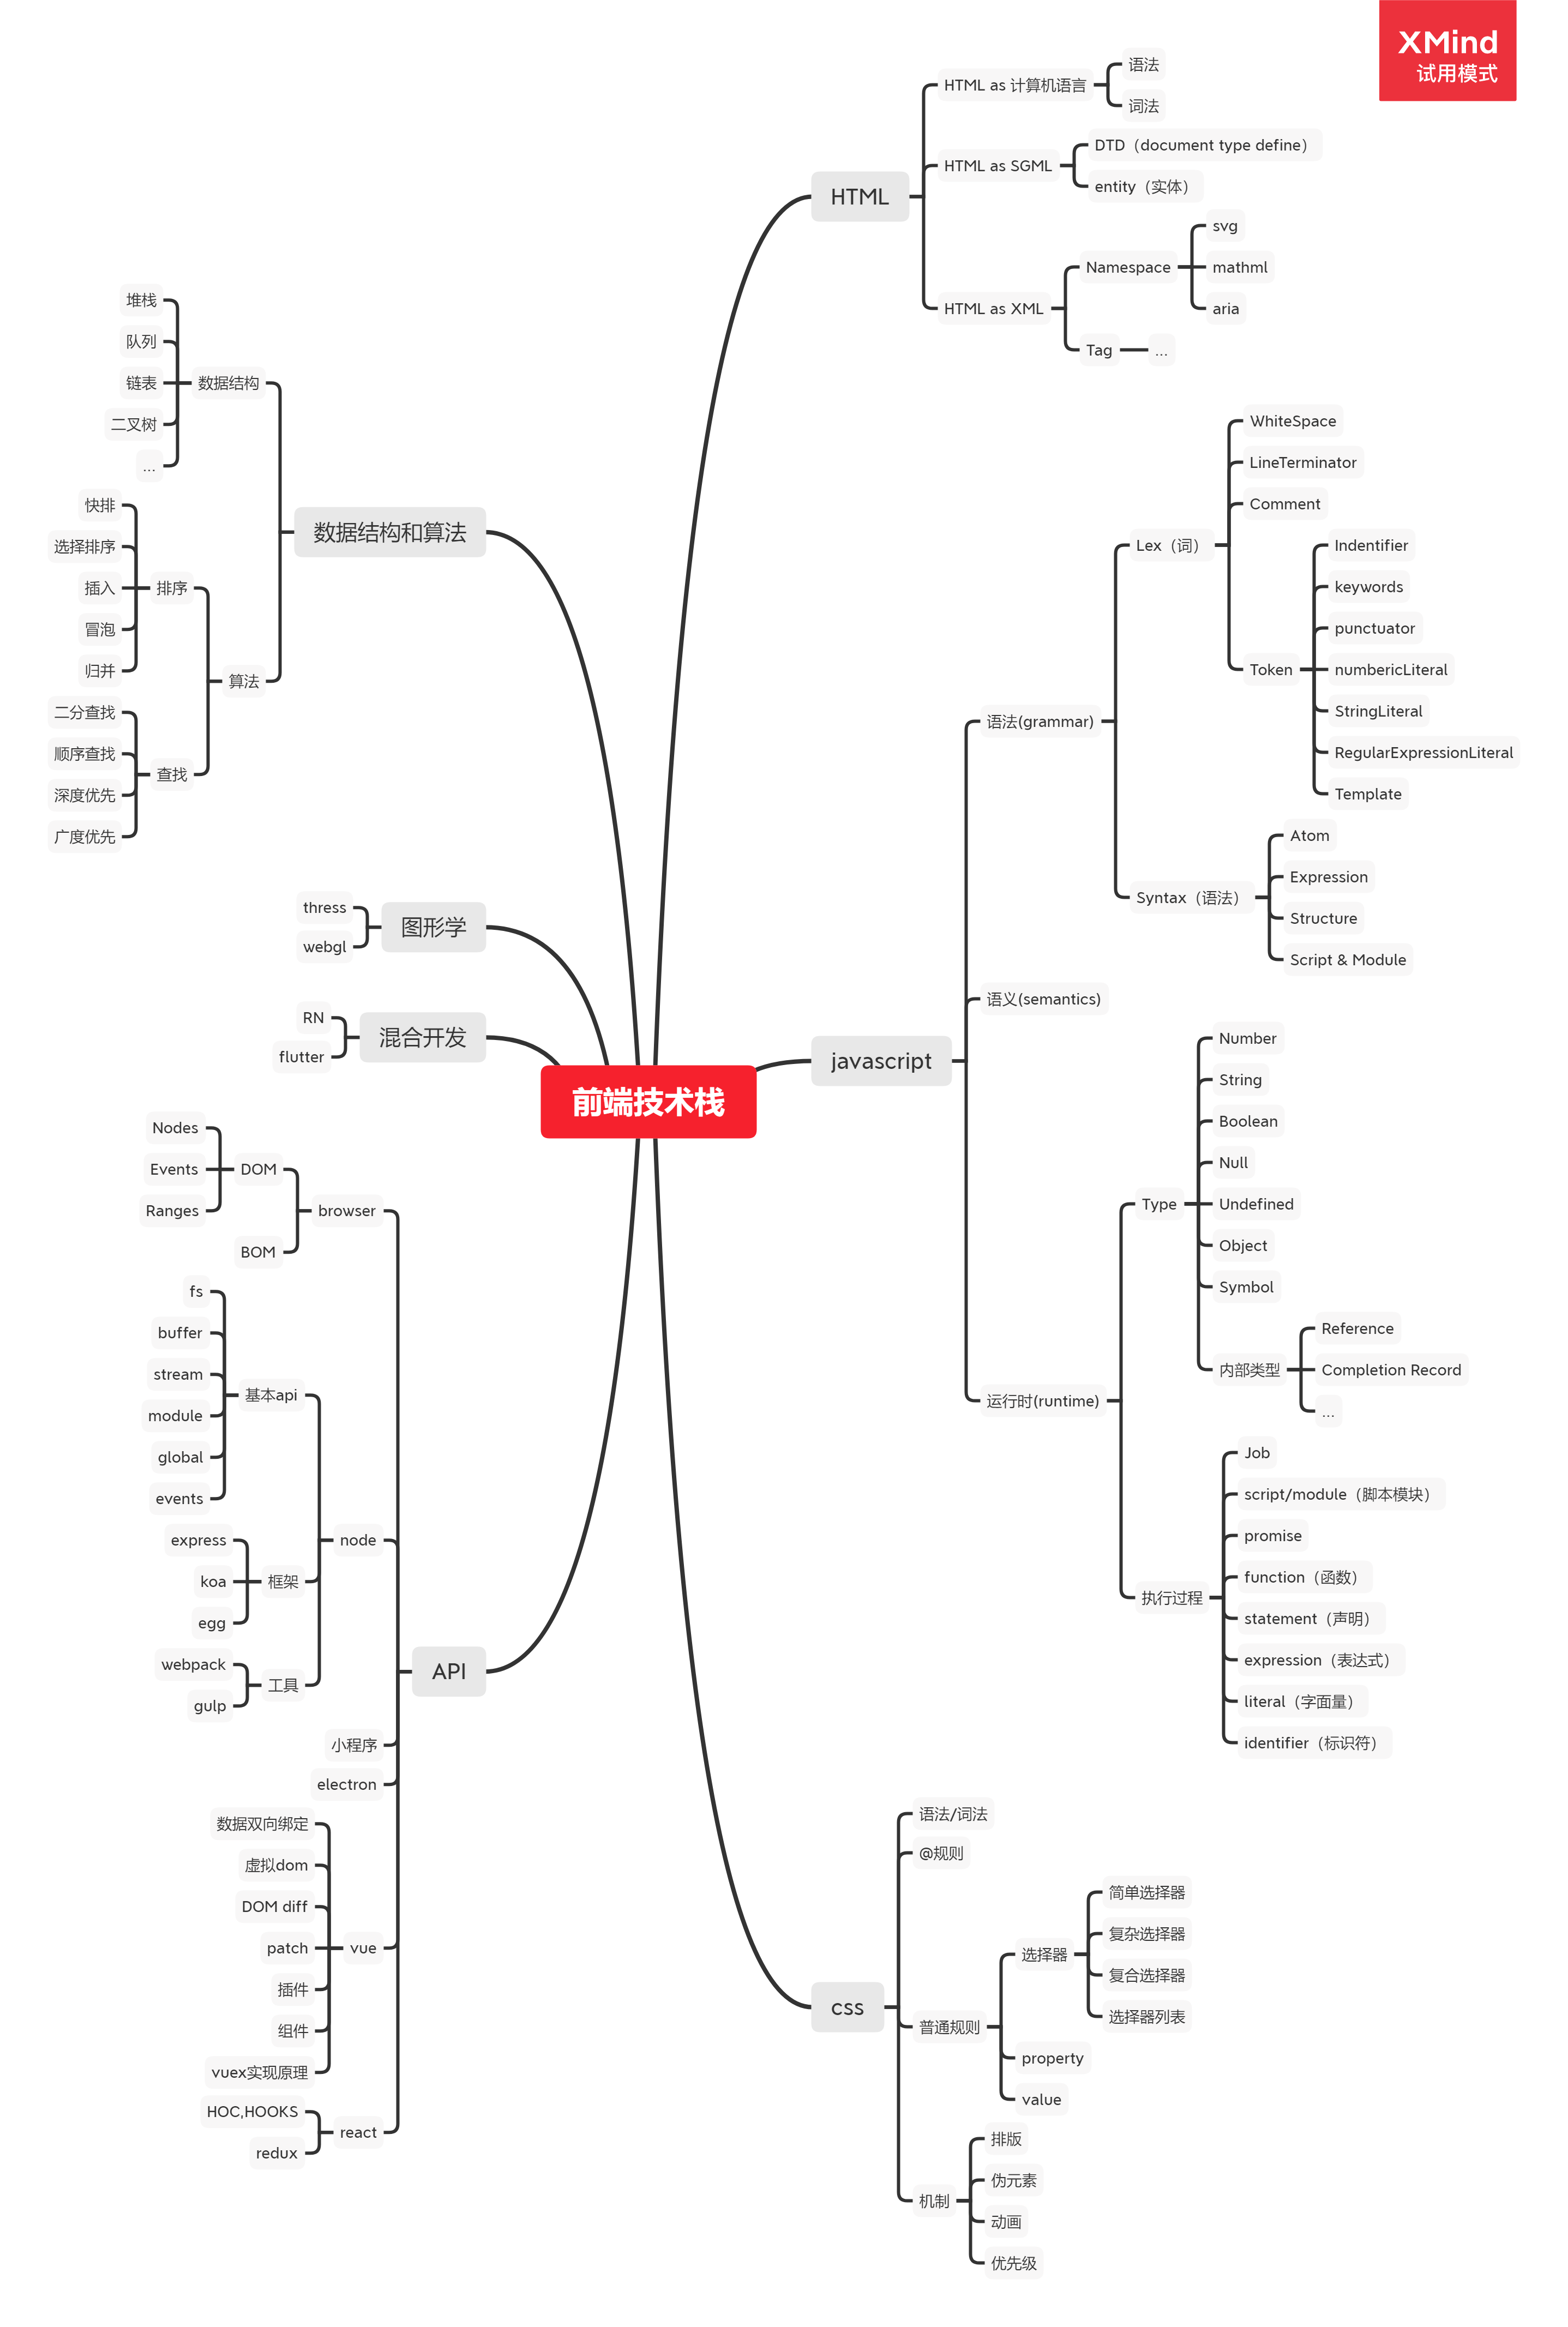 XMind
试用模式
前端技术栈
HTML
HTML as 计算机语言
语法
词法
HTML as SGML
DTD（document type define）
entity（实体）
HTML as XML
Namespace
svg
mathml
aria
Tag
...
javascript
语法(grammar)
Lex（词）
WhiteSpace
LineTerminator
Comment
Token
Indentifier
keywords
punctuator
numbericLiteral
StringLiteral
RegularExpressionLiteral
Template
Syntax（语法）
Atom
Expression
Structure
Script & Module
语义(semantics)
运行时(runtime)
Type
Number
String
Boolean
Null
Undefined
Object
Symbol
内部类型
Reference
Completion Record
...
执行过程
Job
script/module（脚本模块）
promise
function（函数）
statement（声明）
expression（表达式）
literal（字面量）
identifier（标识符）
css
语法/词法
@规则
普通规则
选择器
简单选择器
复杂选择器
复合选择器
选择器列表
property
value
机制
排版
伪元素
动画
优先级
数据结构和算法
数据结构
堆栈
队列
链表
二叉树
...
算法
排序
快排
选择排序
插入
冒泡
归并
查找
二分查找
顺序查找
深度优先
广度优先
图形学
thress
webgl
混合开发
RN
flutter
API
browser
DOM
Nodes
Events
Ranges
BOM
node
基本api
fs
buffer
stream
module
global
events
框架
express
koa
egg
工具
webpack
gulp
小程序
electron
vue
数据双向绑定
虚拟dom
DOM diff
patch
插件
组件
vuex实现原理
react
HOC,HOOKS
redux